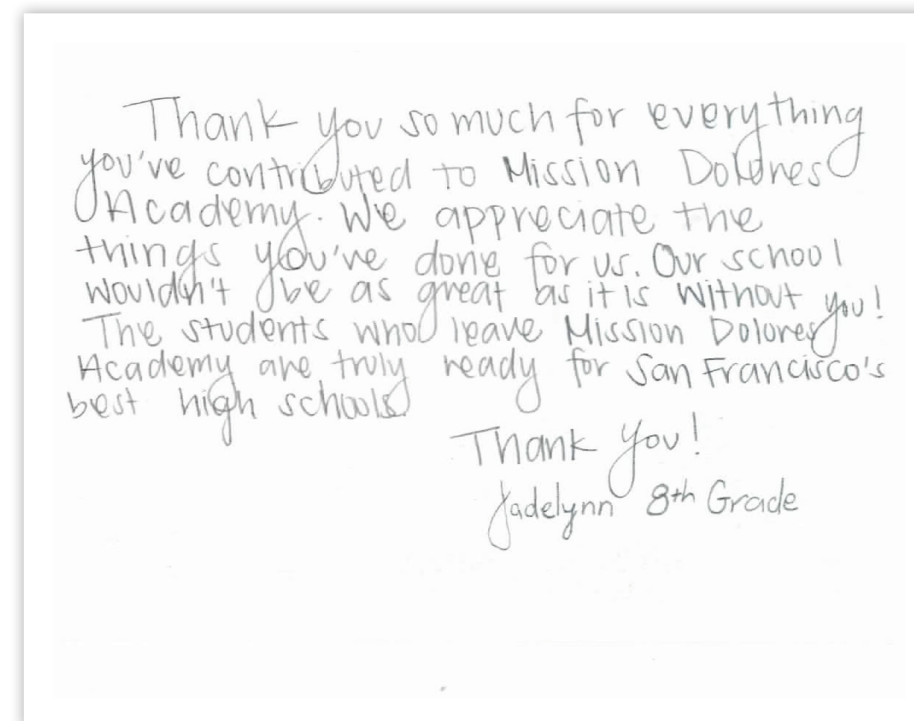 Thank you so much for everything
you've contributed to Mission Dolores
Academy. We appreciate the
things you've done for us. Our school
wouldn't be as great as it is without you!
The students who leave Mission Dolores
Academy are truly ready for San Francisco's
best high schools
Thank you!
Jadelynn 8th Grade